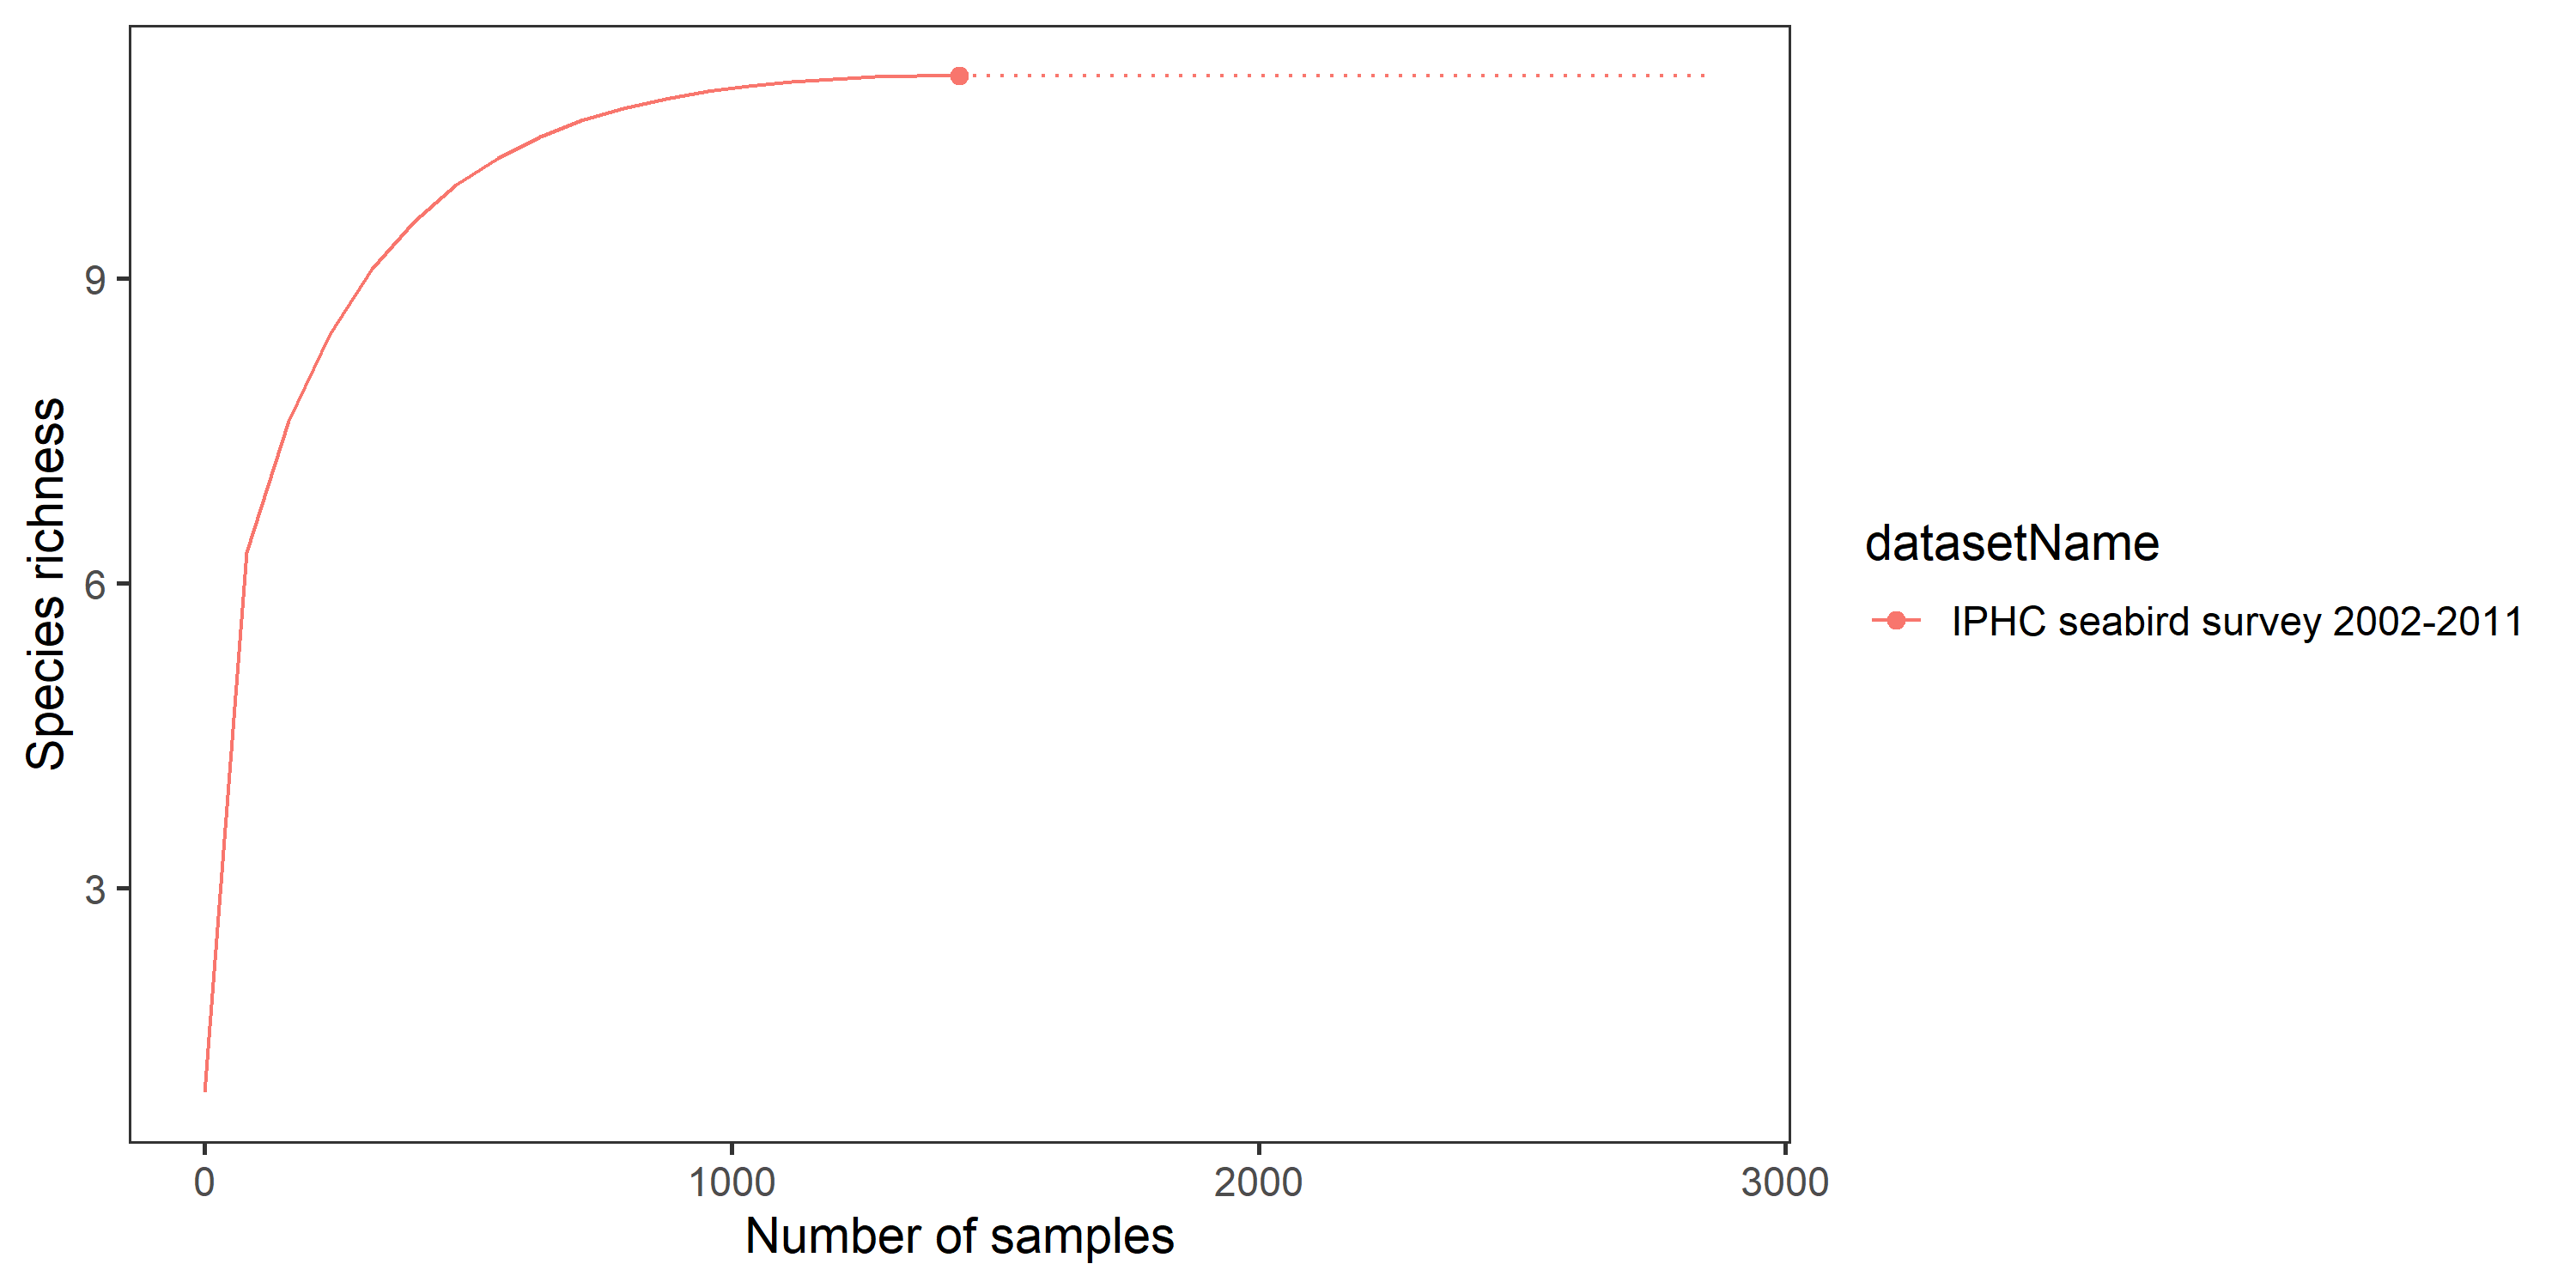 Species richness
9
6
3
0
1000
2000
3000
Number of samples
datasetName
IPHC seabird survey 2002-2011